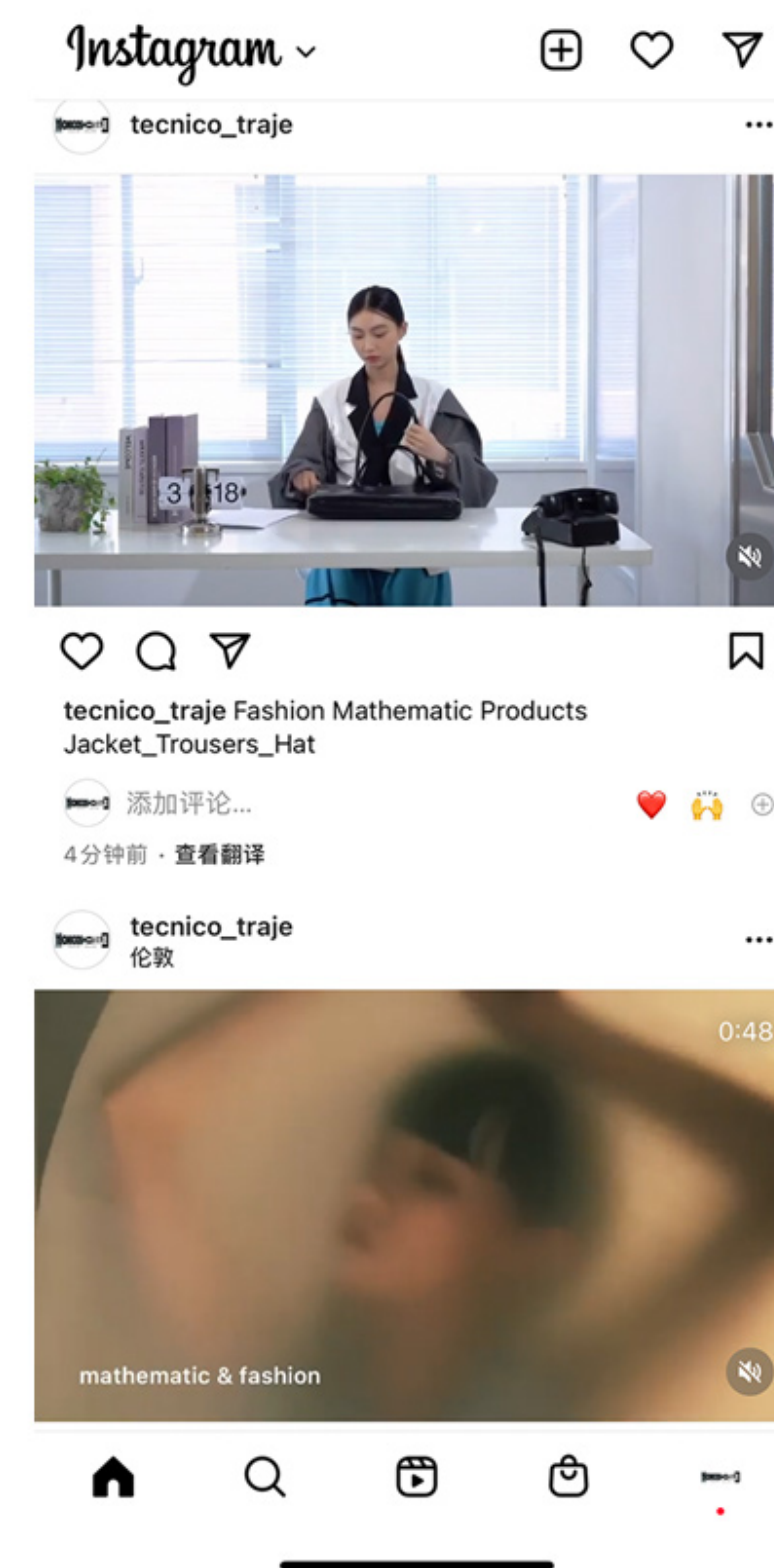 Instagram
tecnico_traje
3 18
tecnico_traje Fashion Mathematic Products
Jacket_Trousers_Hat
添加评论...
4分钟前 · 查看翻译
tecnico_traje
伦敦
0:48
mathematic & fashion